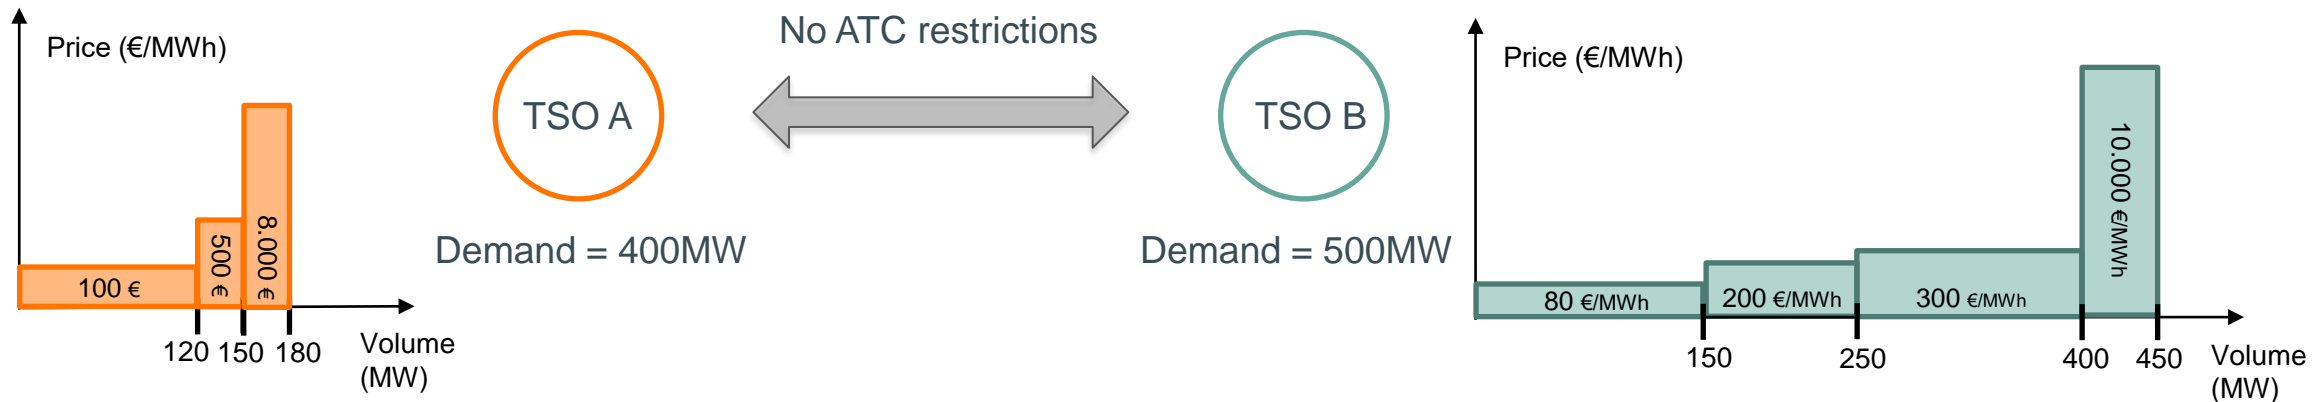 Price (€/MWh)
100 €
500 €
8.000 €
120 150 180
Volume
(MW)
TSO A
Demand = 400MW
No ATC restrictions
TSO B
Demand = 500MW
Price (€/MWh)
80 €/MWh
200 €/MWh
300 €/MWh
10.000 €/MWh
150
250
400
450
Volume
(MW)